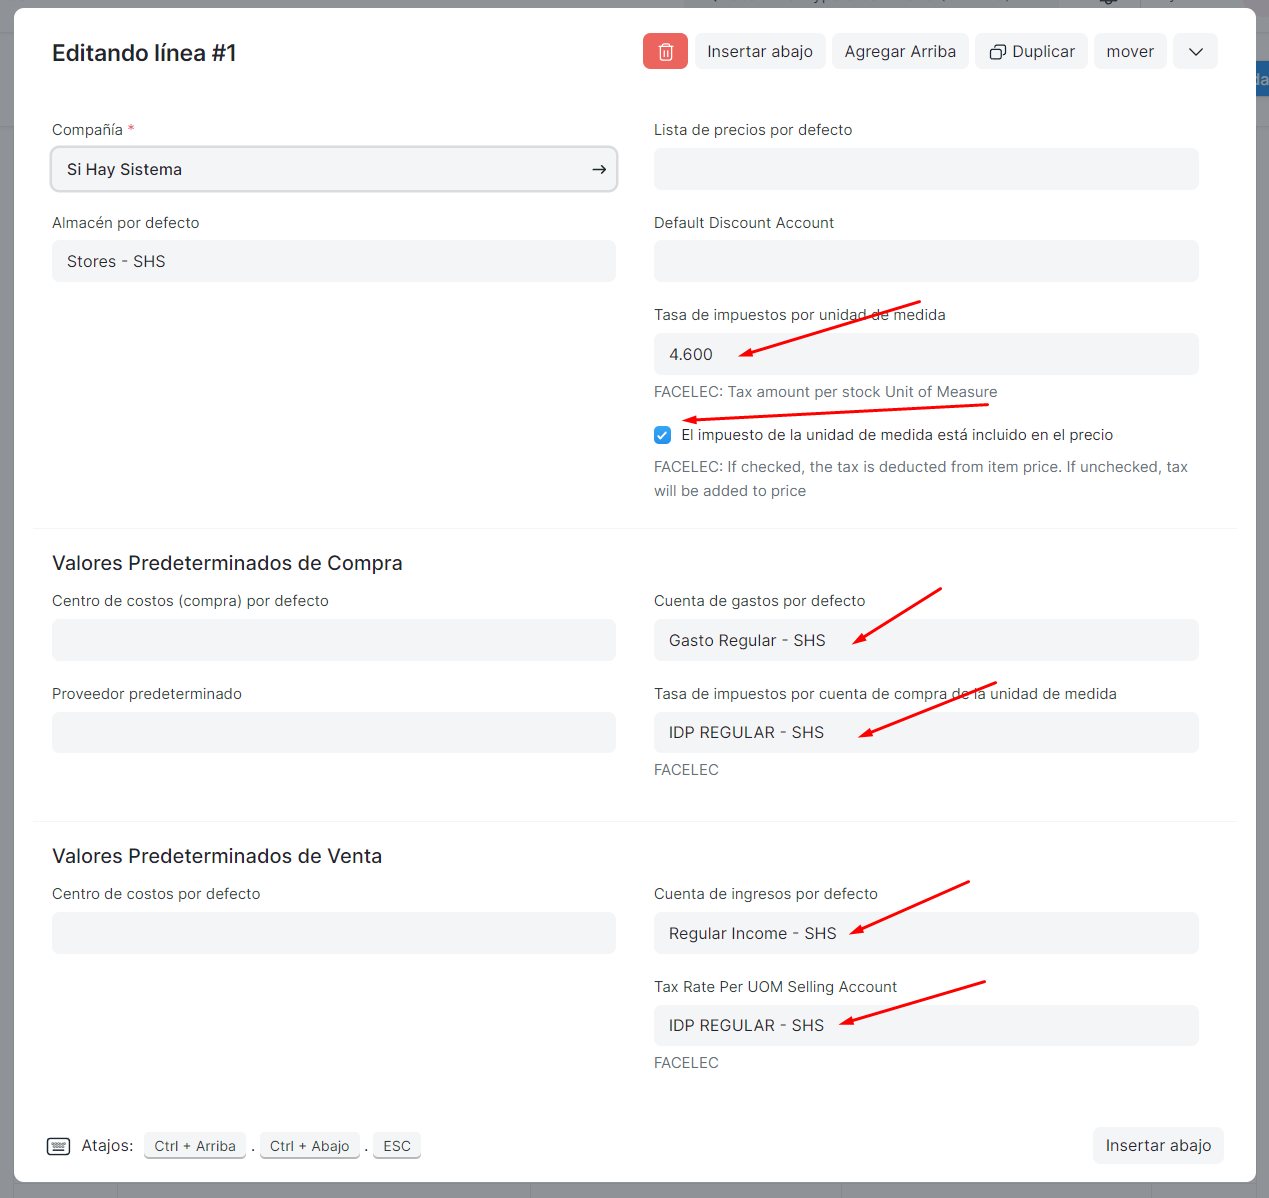 Editando línea #1
Insertar abajo
Agregar Arriba
Duplicar
mover
Compañía *
Si Hay Sistema
Almacén por defecto
Stores - SHS
Lista de precios por defecto
Default Discount Account
Tasa de impuestos por unidad de medida
4.600
FACELEC: Tax amount per stock Unit of Measure
El impuesto de la unidad de medida está incluido en el precio
FACELEC: If checked, the tax is deducted from item price. If unchecked, tax
will be added to price
Valores Predeterminados de Compra
Centro de costos (compra) por defecto
Proveedor predeterminado
Cuenta de gastos por defecto
Gasto Regular - SHS
Tasa de impuestos por cuenta de compra de la unidad de medida
IDP REGULAR - SHS
FACELEC
Valores Predeterminados de Venta
Centro de costos por defecto
Cuenta de ingresos por defecto
Regular Income - SHS
Tax Rate Per UOM Selling Account
IDP REGULAR - SHS
FACELEC
Atajos: Ctrl + Arriba . Ctrl + Abajo . ESC
Insertar abajo